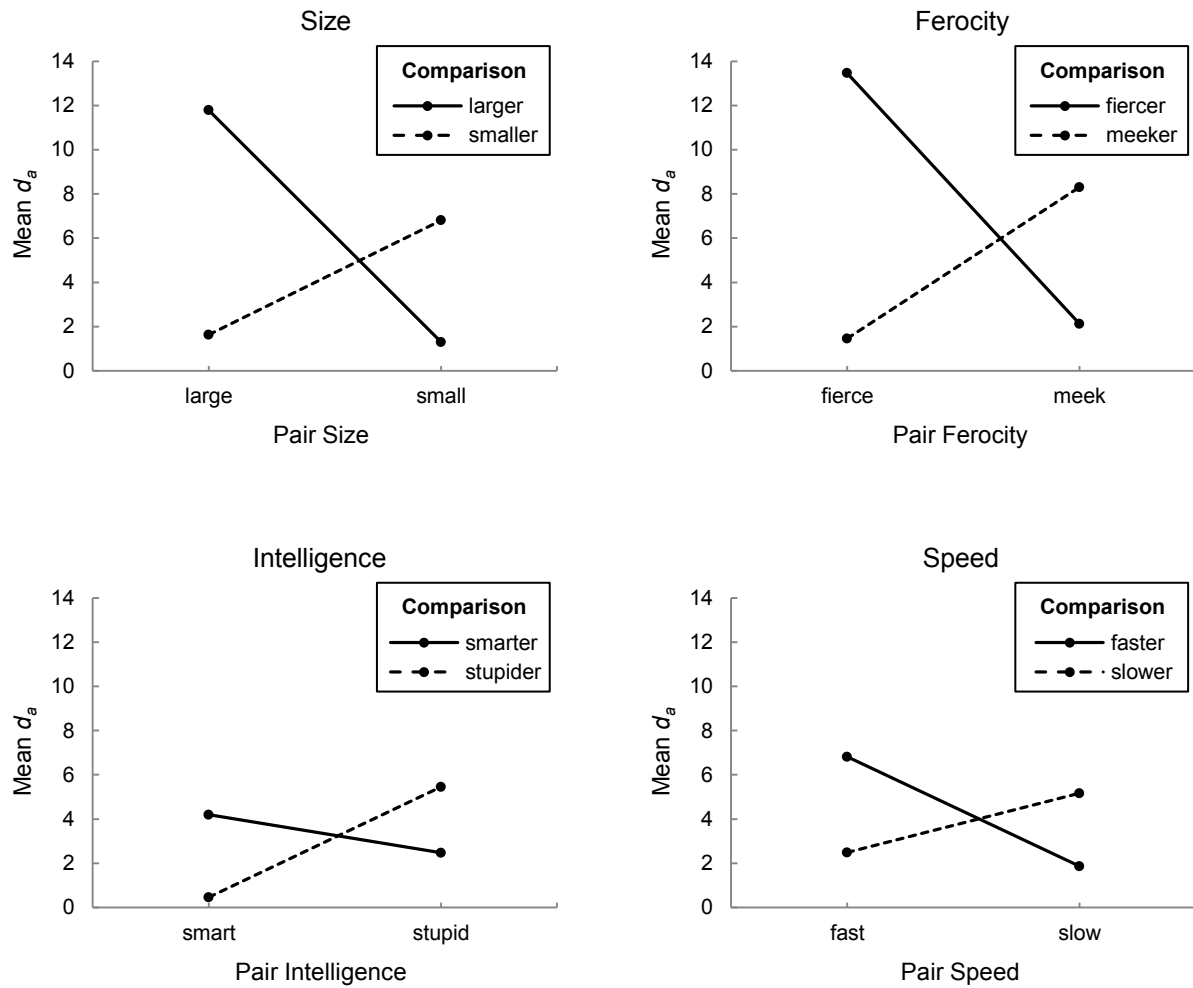 Size
Comparison
larger
smaller
14
12
10
8
6
4
2
0
Mean da
large small
Pair Size
Ferocity
Comparison
fiercer
meeker
14
12
10
8
6
4
2
0
Mean da
fierce meek
Pair Ferocity
Intelligence
Comparison
smarter
stupider
14
12
10
8
6
4
2
0
Mean da
smart stupid
Pair Intelligence
Speed
Comparison
faster
slower
14
12
10
8
6
4
2
0
Mean da
fast slow
Pair Speed